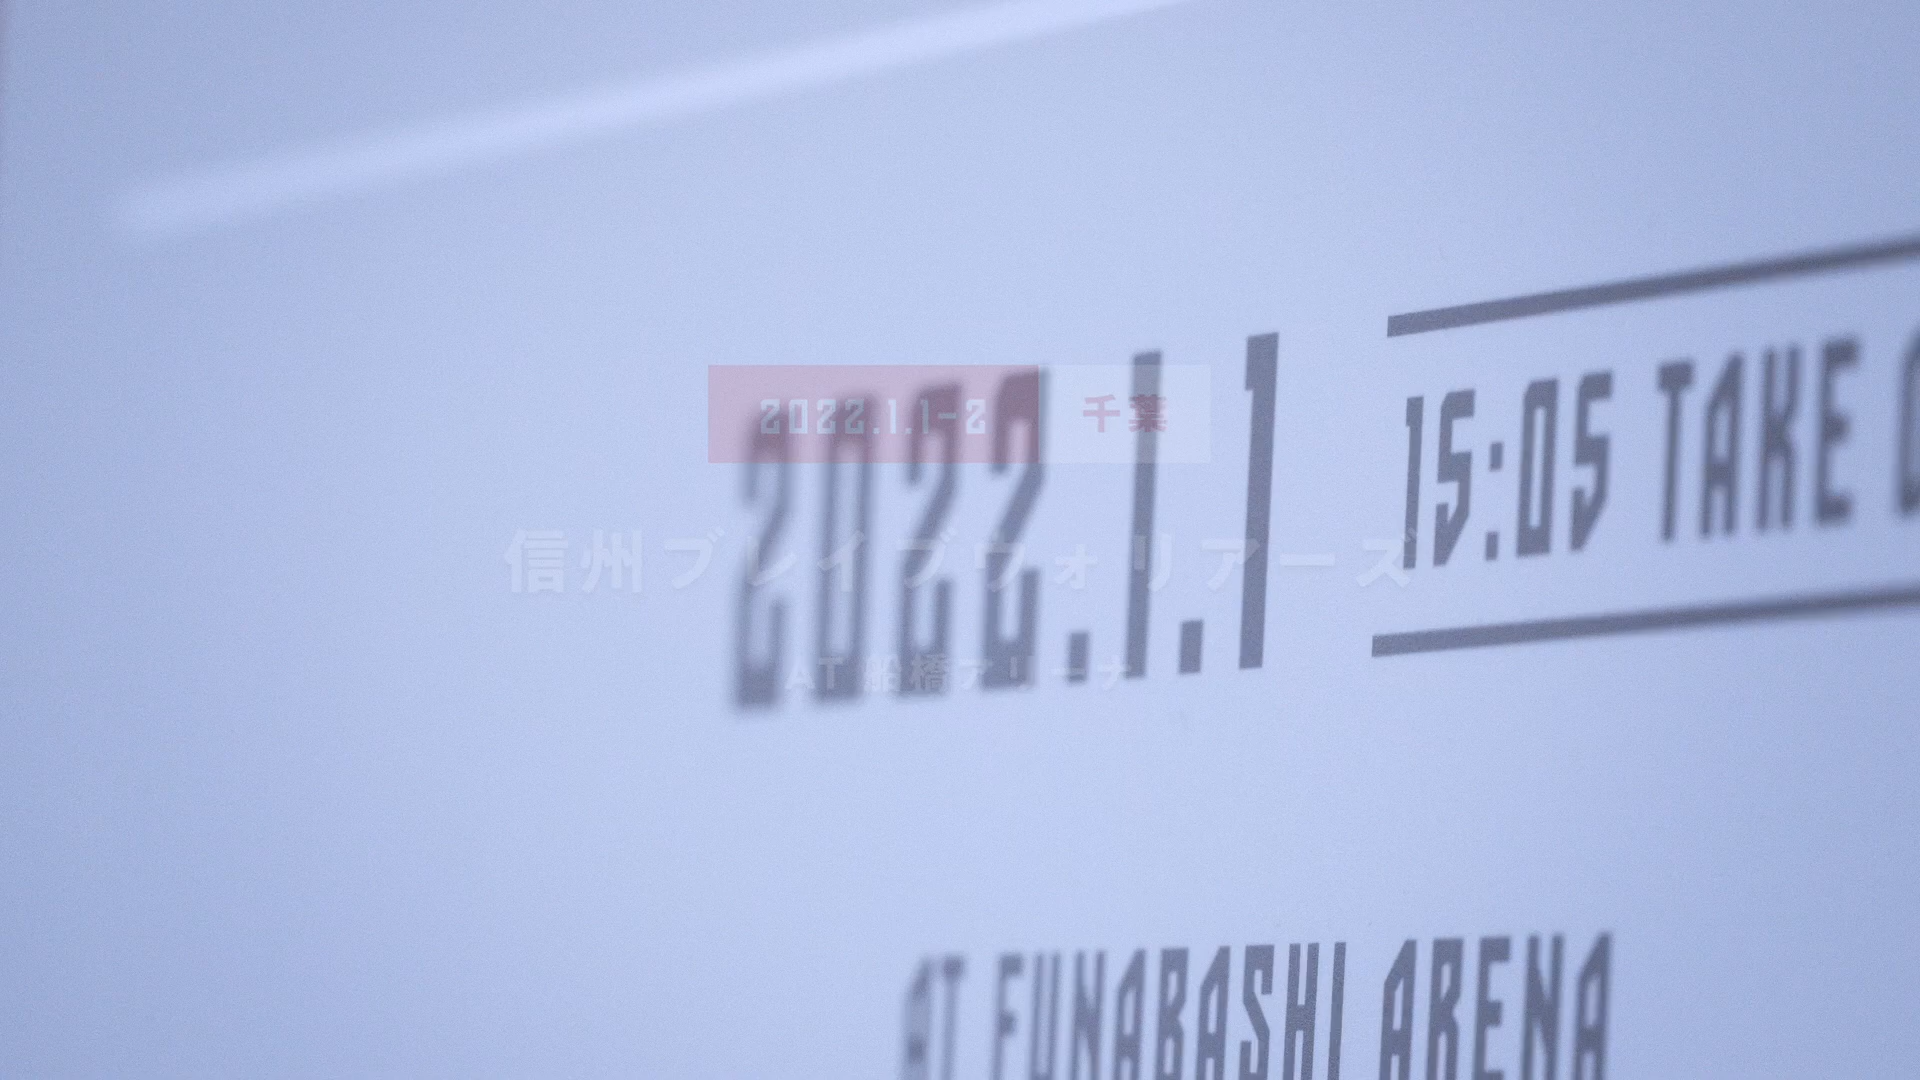 2022.1.1-2 千葉
信州ブレイブウォリアーズ
AT 船橋アリーナ
2022.1.1
15:05 TAKE
AT FUNABASHI ARENA